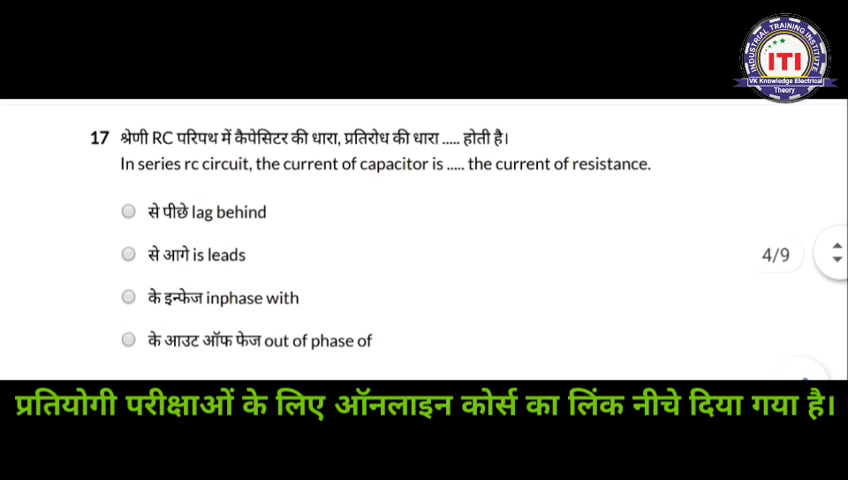 INDUSTRIAL TRAINING INSTITUTE
ITI
VK Knowledge Electrical
Theory
17 श्रेणी RC परिपथ में कैपेसिटर की धारा, प्रतिरोध की धारा ..... होती है।
In series rc circuit, the current of capacitor is ..... the current of resistance.
से पीछे lag behind
से आगे is leads
4/9
के इन्फेज inphase with
के आउट ऑफ फेज out of phase of
प्रतियोगी परीक्षाओं के लिए ऑनलाइन कोर्स का लिंक नीचे दिया गया है।